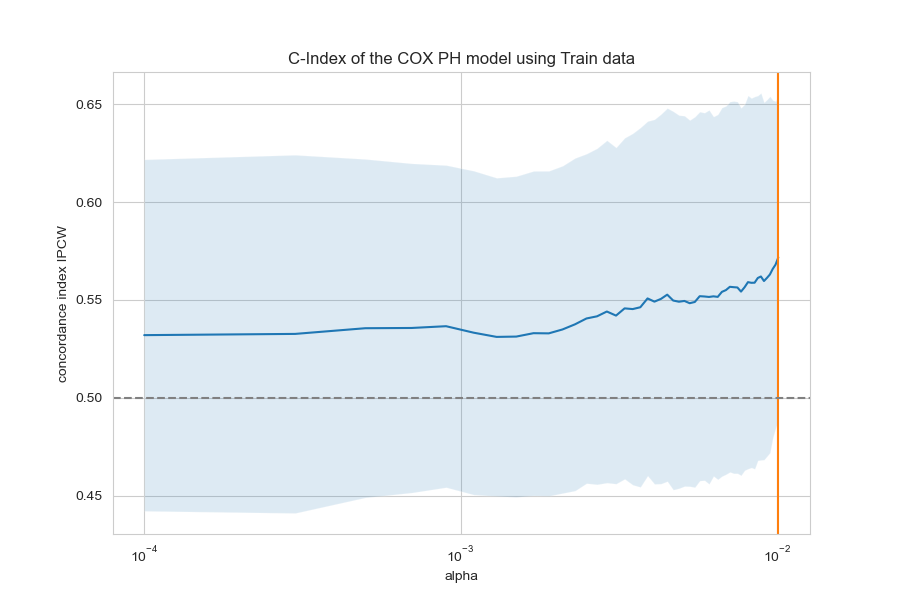 C-Index of the COX PH model using Train data
concordance index IPCW
0.65
0.60
0.55
0.50
0.45
10⁻⁴ 10⁻³ 10⁻²
alpha